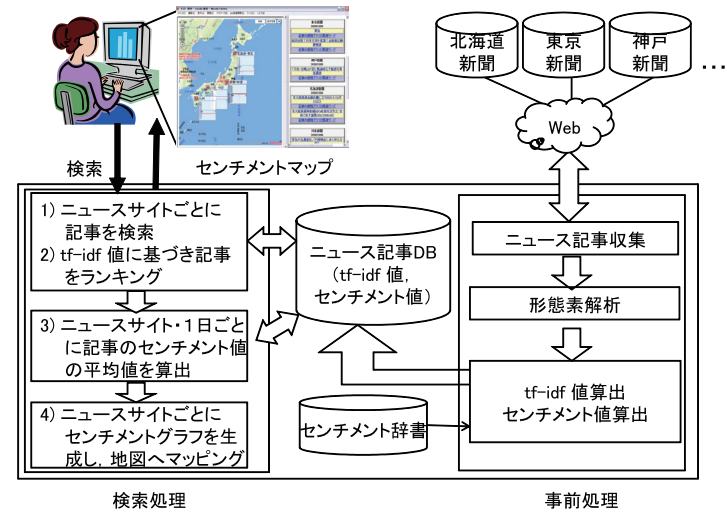 北海道
新聞
東京
新聞
神戸
新聞
…
Web
検索
センチメントマップ
1) ニュースサイトごとに
記事を検索
2) tf-idf 値に基づき記事
をランキング
3) ニュースサイト・1日ごと
に記事のセンチメント値
の平均値を算出
4) ニュースサイトごとに
センチメントグラフを生
成し，地図へマッピング
ニュース記事DB
（tf-idf 値，
センチメント値）
センチメント辞書
ニュース記事収集
形態素解析
tf-idf 値算出
センチメント値算出
検索処理
事前処理